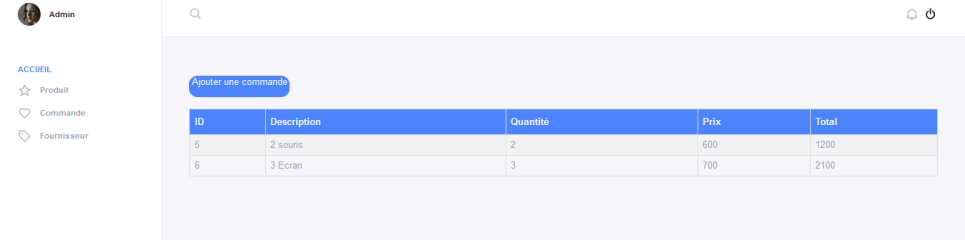 Admin
ACCUEIL
Produit
Commande
Fournisseur
Ajouter une commande
ID Description Quantité Prix Total
5 2 souris 2 600 1200
6 3 Ecran 3 700 2100